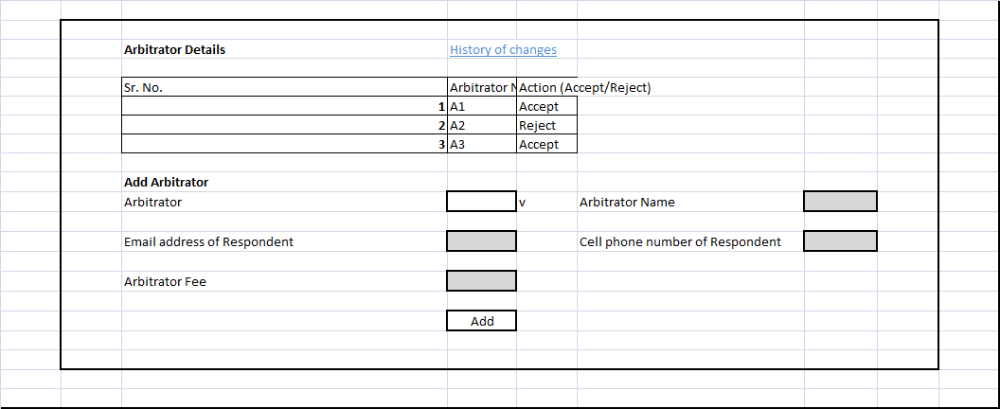 Arbitrator Details History of changes
Sr. No. Arbitrator N Action (Accept/Reject)
1 A1 Accept
2 A2 Reject
3 A3 Accept
Add Arbitrator
Arbitrator v Arbitrator Name
Email address of Respondent Cell phone number of Respondent
Arbitrator Fee
Add